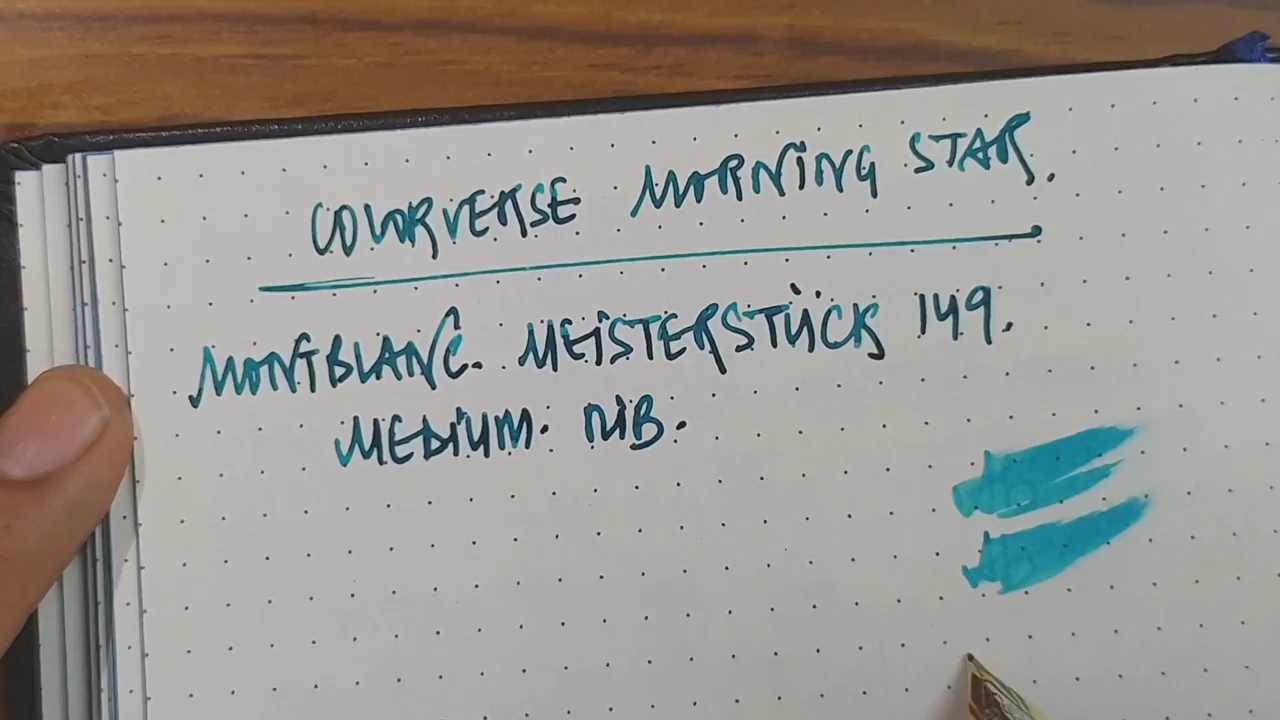 COLORVERSE MORNING STAR.
MONTBLANC. MEISTERSTÜCK 149.
MEDIUM. NIB.